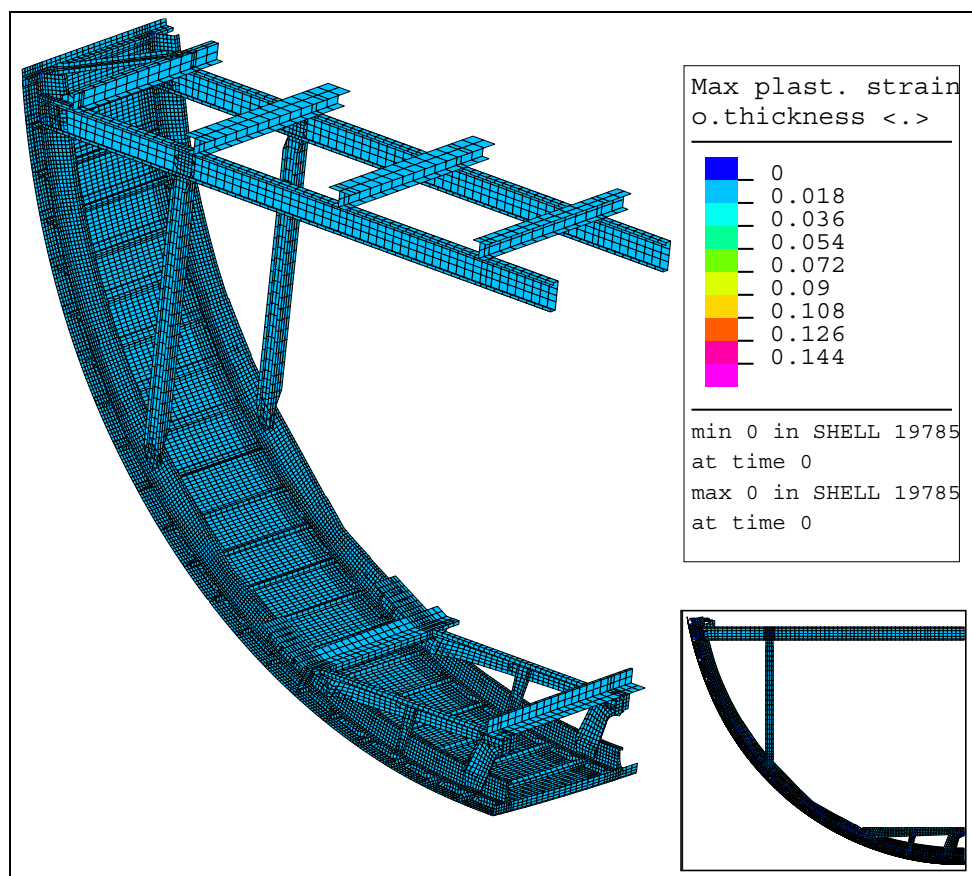 Max plast. strain
o.thickness <.>
0
0.018
0.036
0.054
0.072
0.09
0.108
0.126
0.144
min 0 in SHELL 19785
at time 0
max 0 in SHELL 19785
at time 0